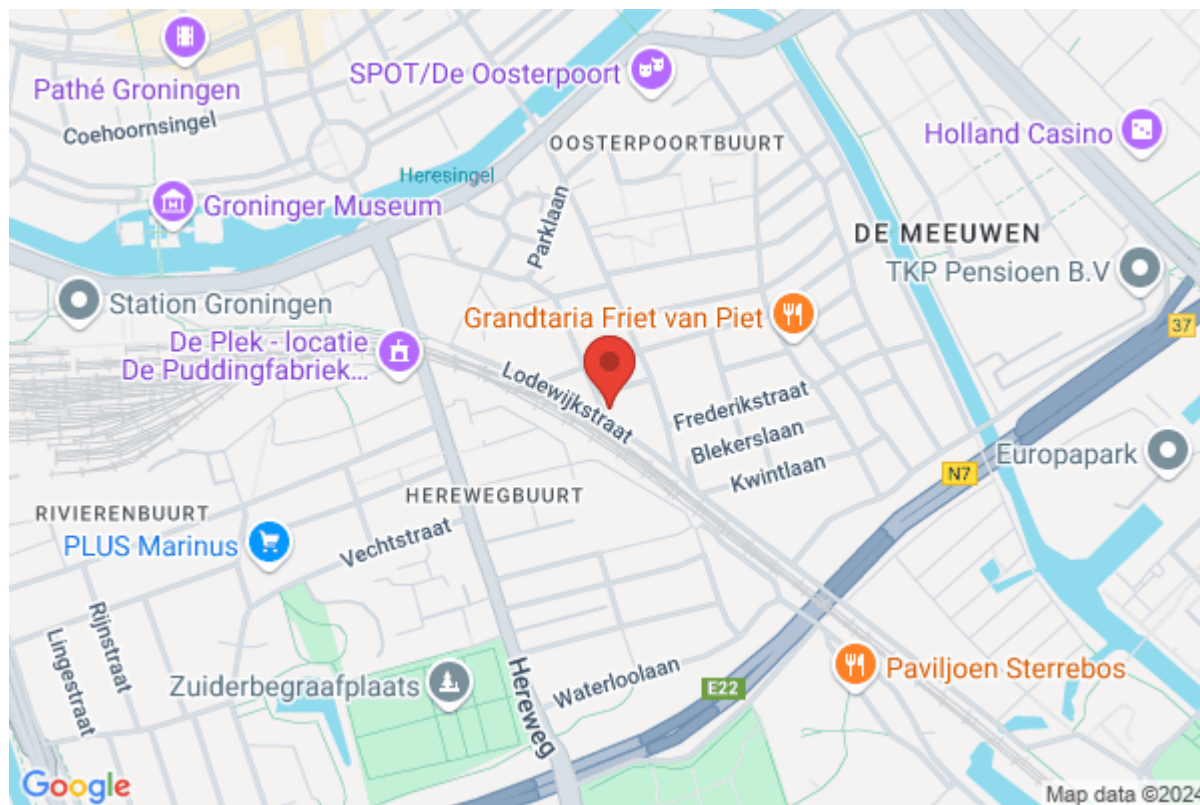 Pathé Groningen
SPOT/De Oosterpoort
Coehoornsingel
OOSTERPOORTBUURT
Holland Casino
Heresingel
Groninger Museum
Parklaan
DE MEEUWEN
TKP Pensioen B.V
Station Groningen
Grandtaria Friet van Piet
37
De Plek - locatie
De Puddingfabriek...
Lodewijkstraat
Frederikstraat
Blekerslaan
Kwintlaan
Europapark
N7
HEREWEGBUURT
RIVIERENBUURT
PLUS Marinus
Vechtstraat
Rijnstraat
Lingestraat
Zuiderbegraafplaats
Hereweg
Waterloolaan
E22
Paviljoen Sterrebos
Google
Map data ©2024